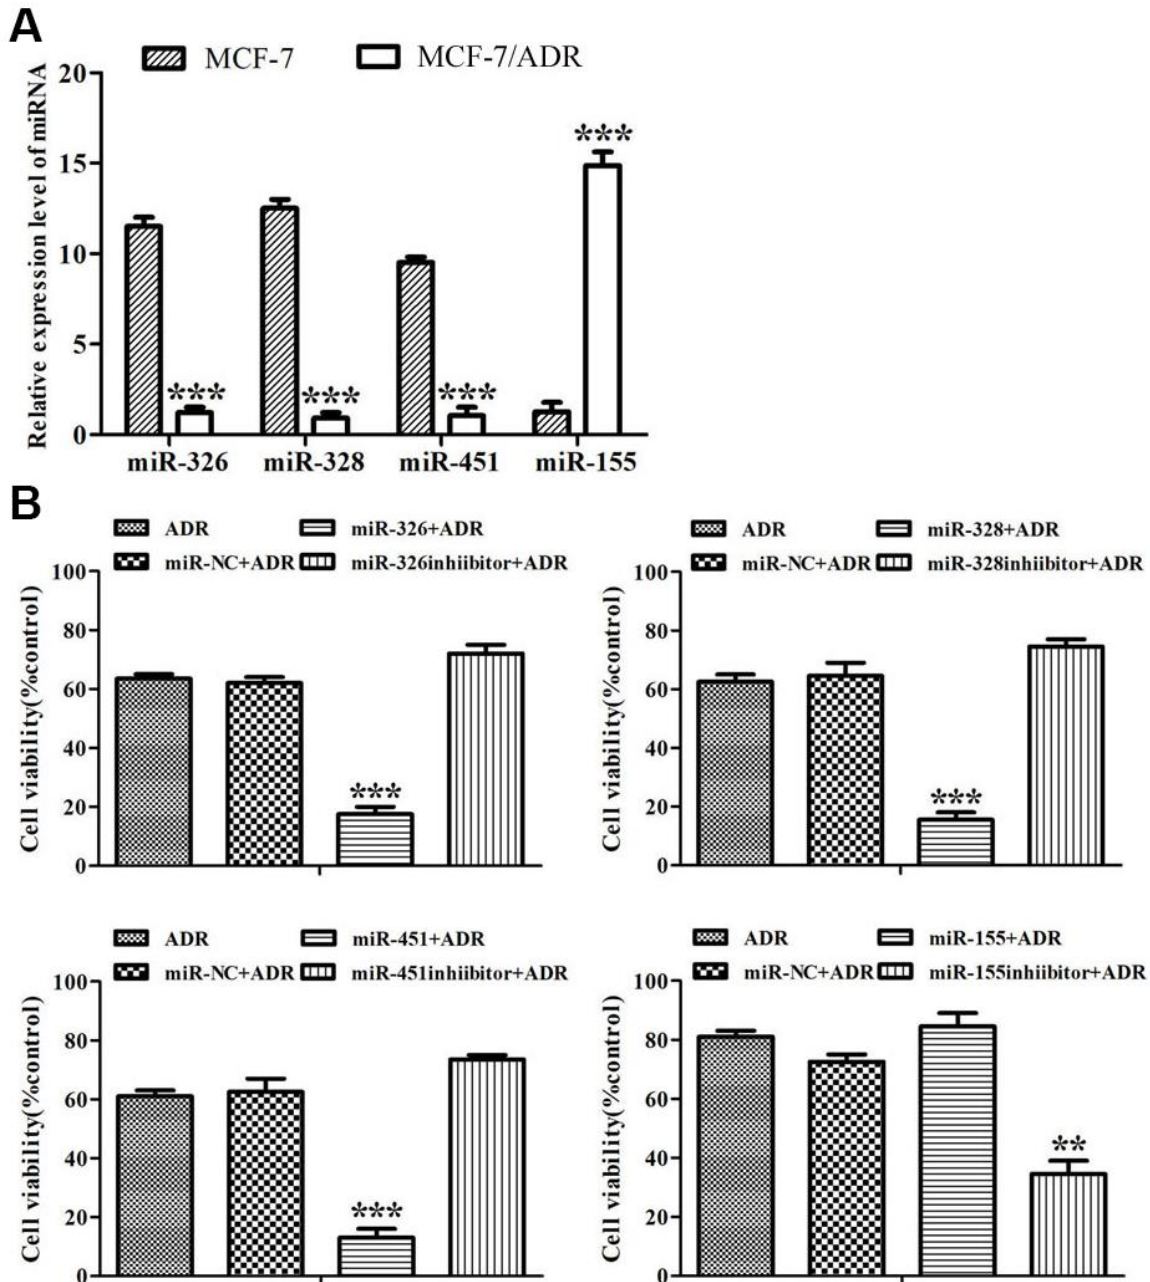 A
MCF-7 MCF-7/ADR
Relative expression level of miRNA
20
15
10
5
0
***
***
***
***
miR-326 miR-328 miR-451 miR-155
B
ADR miR-326+ADR
miR-NC+ADR miR-326inhiibitor+ADR
Cell viability(%control)
100
80
60
40
20
0
***
ADR miR-328+ADR
miR-NC+ADR miR-328inhiibitor+ADR
Cell viability(%control)
100
80
60
40
20
0
***
ADR miR-451+ADR
miR-NC+ADR miR-451inhiibitor+ADR
Cell viability(%control)
100
80
60
40
20
0
***
ADR miR-155+ADR
miR-NC+ADR miR-155inhiibitor+ADR
Cell viability(%control)
100
80
60
40
20
0
**